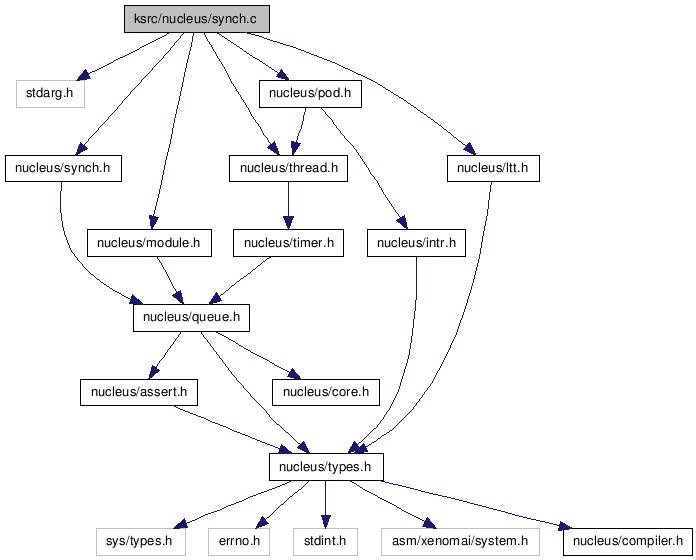 ksrc/nucleus/synch.c
stdarg.h
nucleus/pod.h
nucleus/synch.h
nucleus/thread.h
nucleus/ltt.h
nucleus/module.h
nucleus/timer.h
nucleus/intr.h
nucleus/queue.h
nucleus/assert.h
nucleus/core.h
nucleus/types.h
sys/types.h
errno.h
stdint.h
asm/xenomai/system.h
nucleus/compiler.h